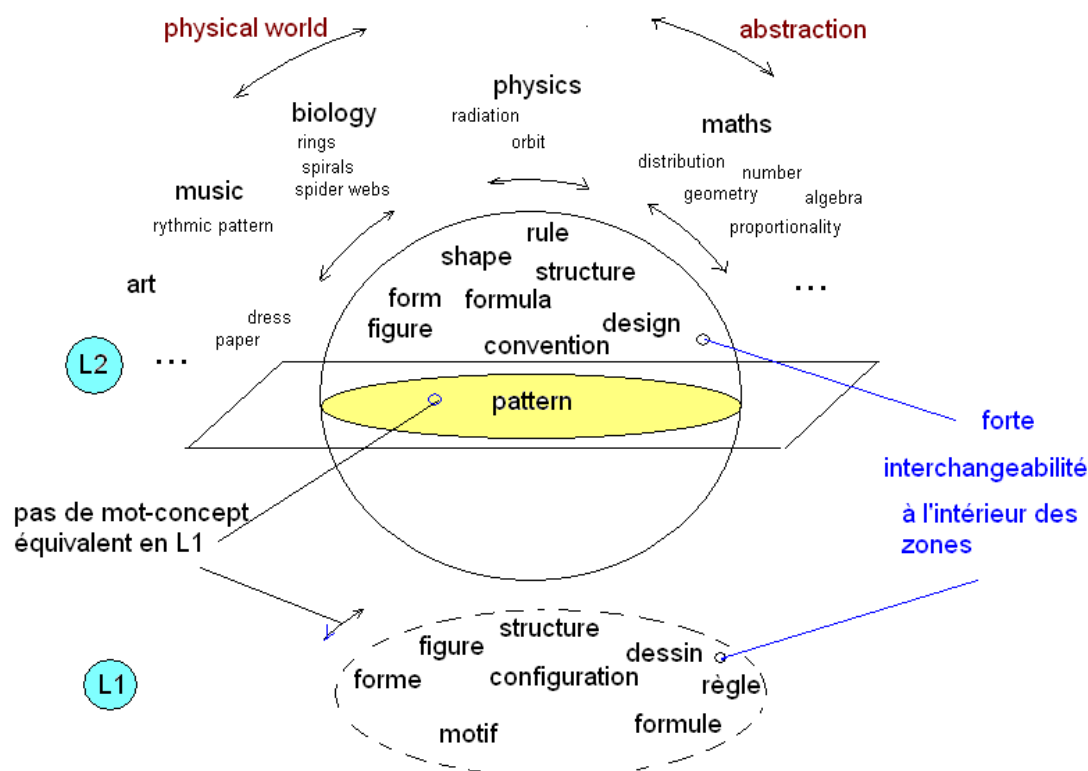 physical world
abstraction
physics
radiation
orbit
biology
rings
spirals
spider webs
maths
distribution
number
geometry
algebra
proportionality
music
rythmic pattern
art
dress
paper
...
...
rule
shape
structure
form
formula
figure
design
convention
L2
pattern
forte
interchangeabilité
à l'intérieur des
zones
pas de mot-concept
équivalent en L1
L1
structure
figure
dessin
configuration
forme
règle
formule
motif